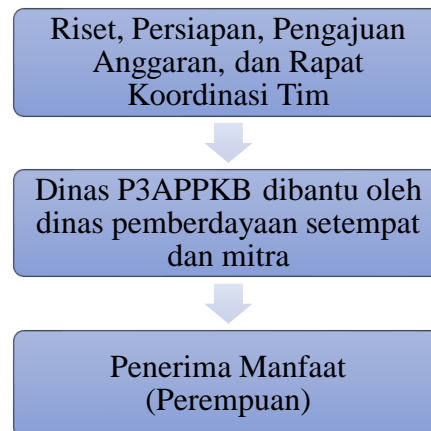 Riset, Persiapan, Pengajuan
Anggaran, dan Rapat
Koordinasi Tim
Dinas P3APPKB dibantu oleh
dinas pemberdayaan setempat
dan mitra
Penerima Manfaat
(Perempuan)